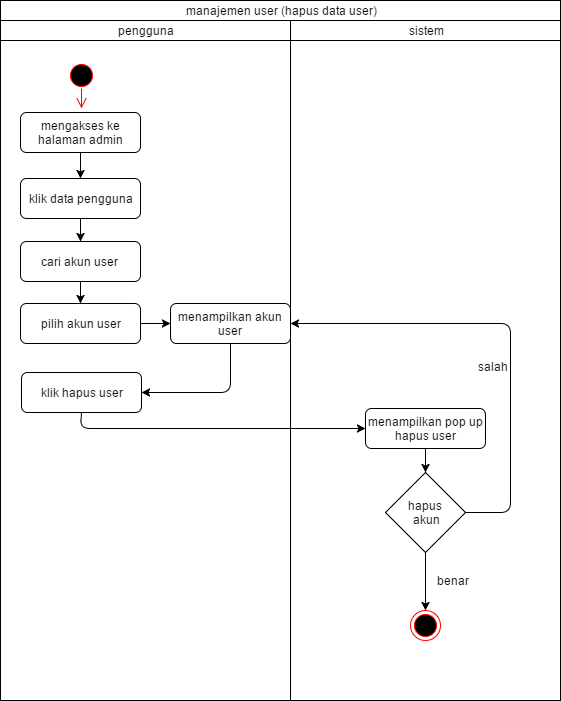 manajemen user (hapus data user)
pengguna
sistem
mengakses ke
halaman admin
klik data pengguna
cari akun user
pilih akun user
menampilkan akun
user
salah
klik hapus user
menampilkan pop up
hapus user
hapus
akun
benar